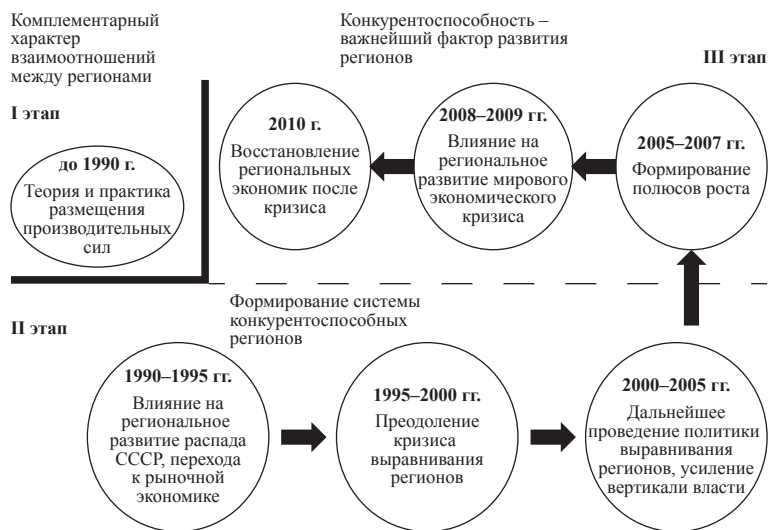 Комплементарный
характер
взаимоотношений
между регионами
I этап
до 1990 г.
Теория и практика
размещения
производительных
сил
Конкурентоспособность –
важнейший фактор развития
регионов
III этап
2010 г.
Восстановление
региональных
экономик после
кризиса
2008–2009 гг.
Влияние на
региональное
развитие мирового
экономического
кризиса
2005–2007 гг.
Формирование
полюсов роста
II этап
Формирование системы
конкурентоспособных
регионов
1990–1995 гг.
Влияние на
региональное
развитие распада
СССР, перехода
к рыночной
экономике
1995–2000 гг.
Преодоление
кризиса
выравнивания
регионов
2000–2005 гг.
Дальнейшее
проведение политики
выравнивания
регионов, усиление
вертикали власти